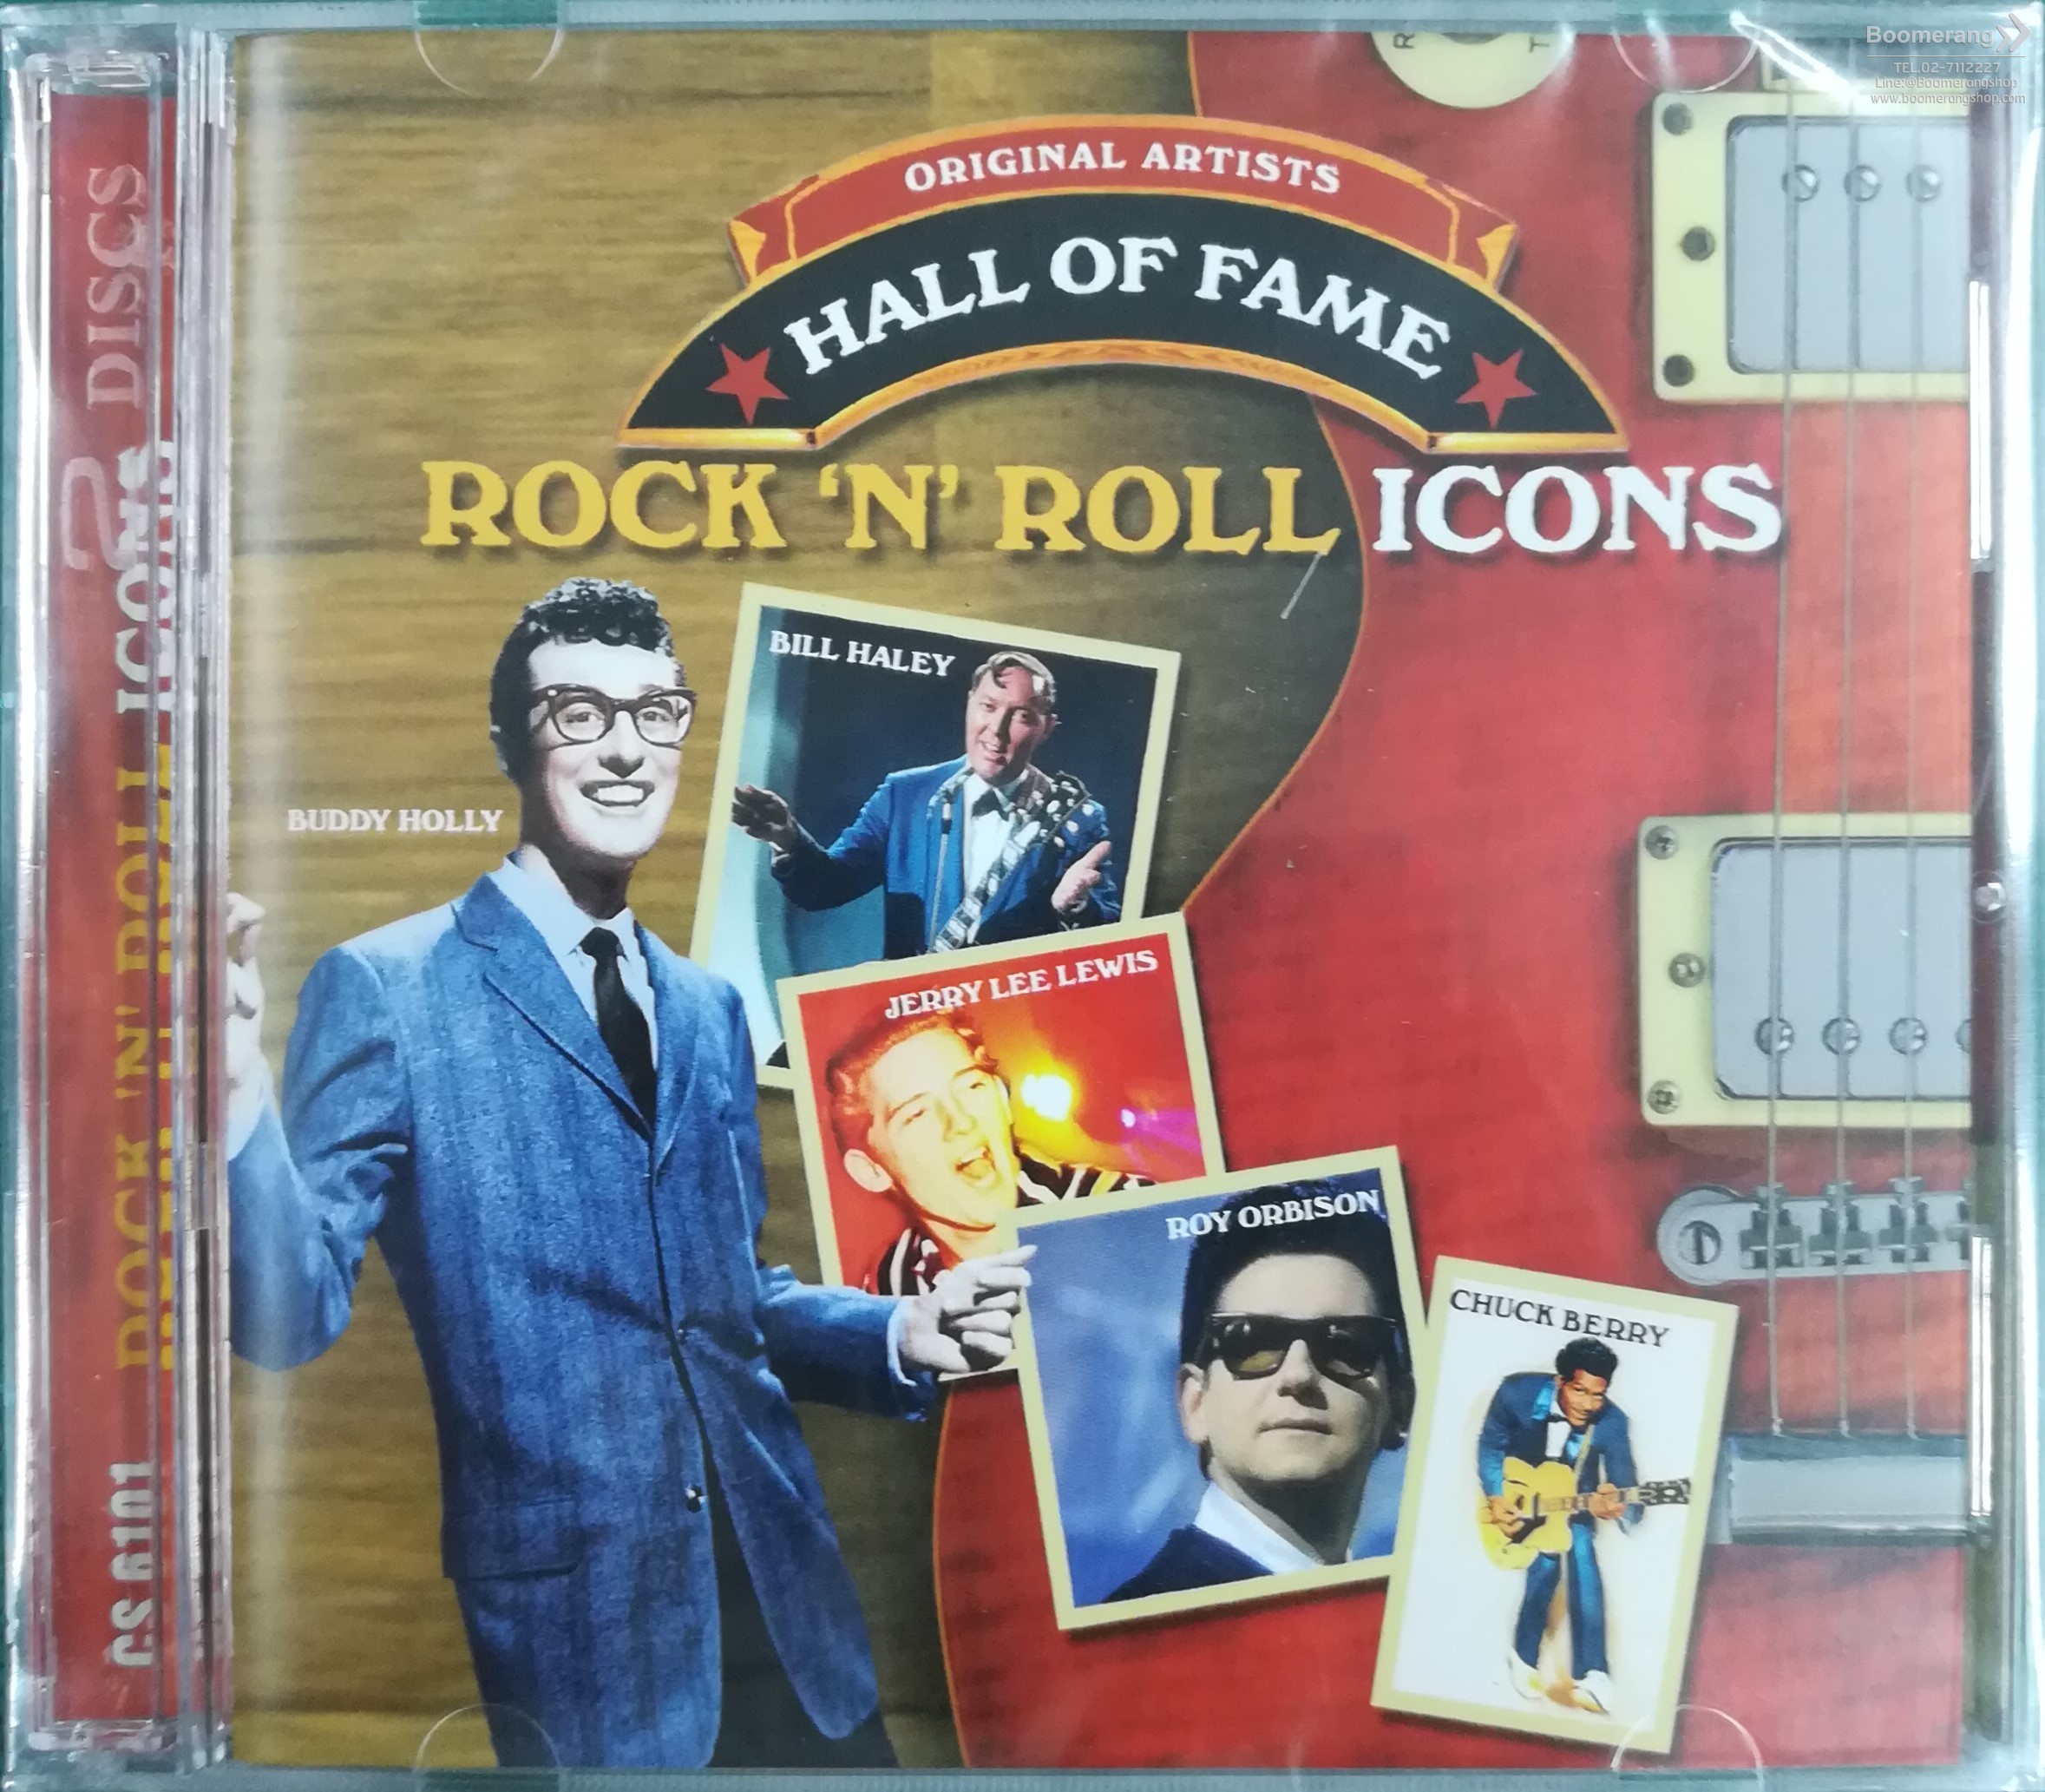 Boomerang
TEL.02-7112227
Line:@Boomerangshop
www.boomerangshop.com
R T
ORIGINAL ARTISTS
HALL OF FAME
ROCK 'N' ROLL ICONS
BUDDY HOLLY
BILL HALEY
JERRY LEE LEWIS
ROY ORBISON
CHUCK BERRY
2 DISCS
ROCK 'N' ROLL ICONS
CS 6101